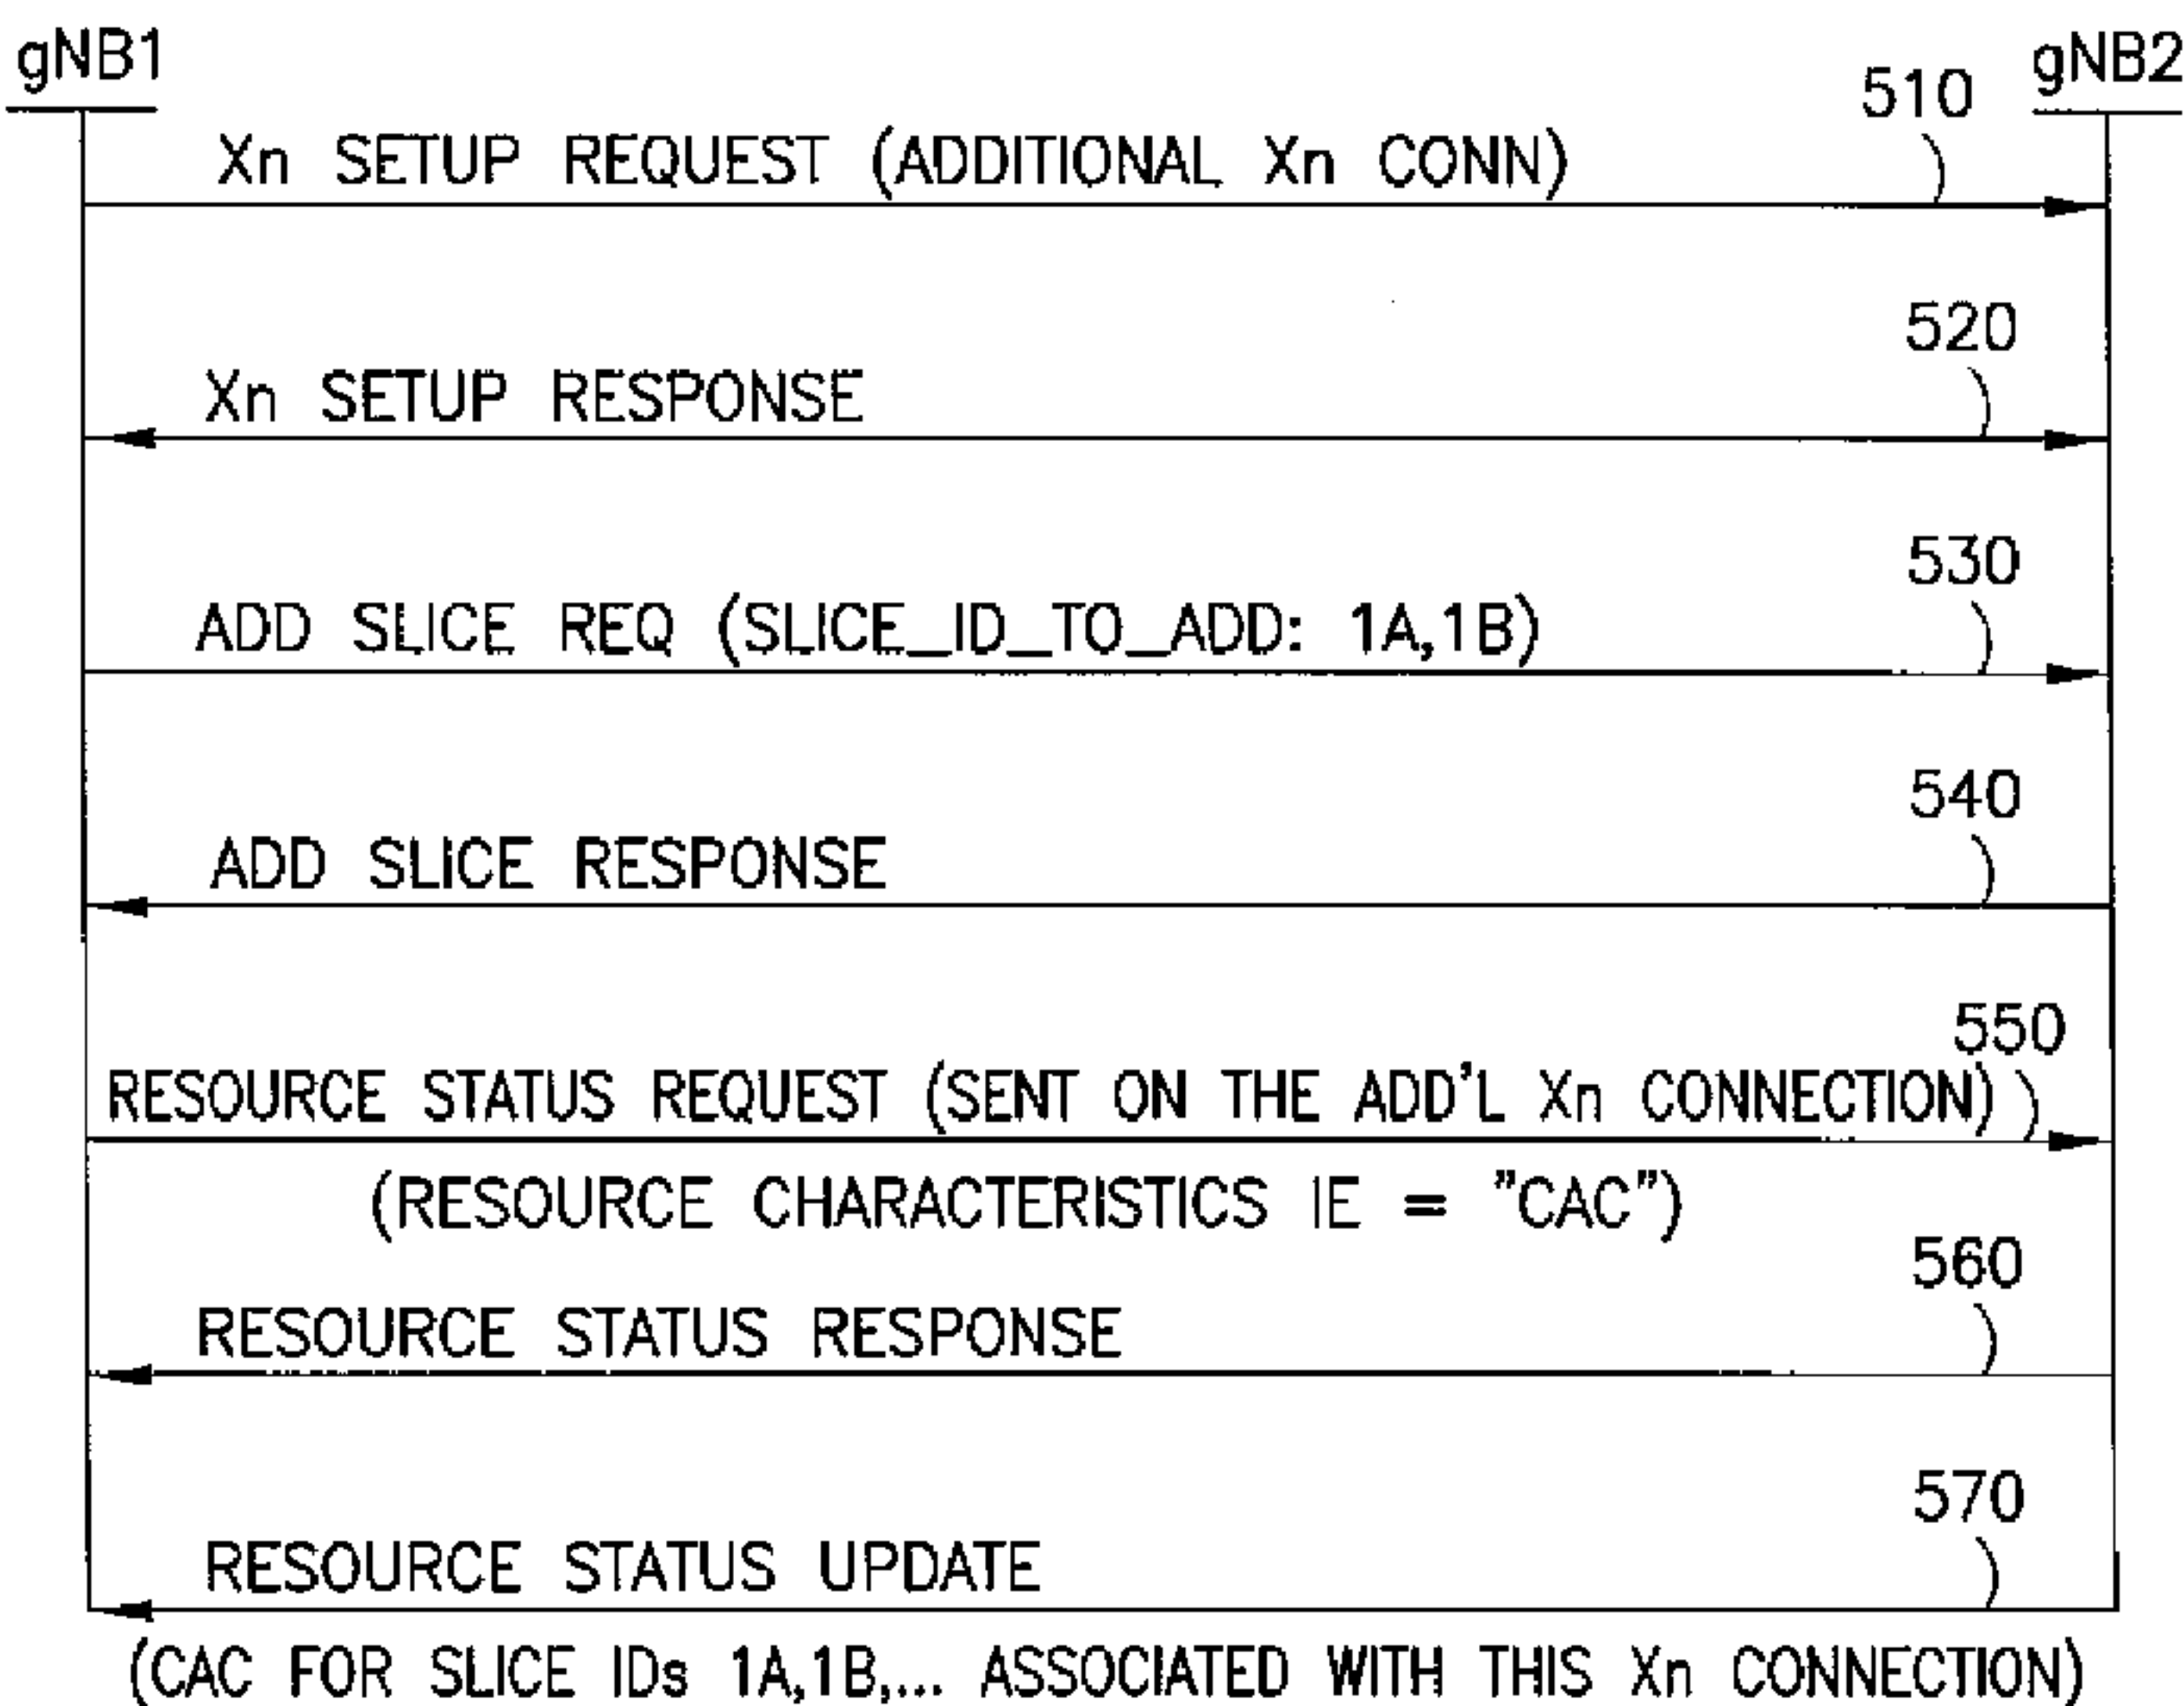 gNB1
gNB2
510
Xn SETUP REQUEST (ADDITIONAL Xn CONN)
520
Xn SETUP RESPONSE
530
ADD SLICE REQ (SLICE_ID_TO_ADD: 1A,1B)
540
ADD SLICE RESPONSE
550
RESOURCE STATUS REQUEST (SENT ON THE ADD'L Xn CONNECTION)
(RESOURCE CHARACTERISTICS IE = "CAC")
560
RESOURCE STATUS RESPONSE
570
RESOURCE STATUS UPDATE
(CAC FOR SLICE IDs 1A,1B,... ASSOCIATED WITH THIS Xn CONNECTION)